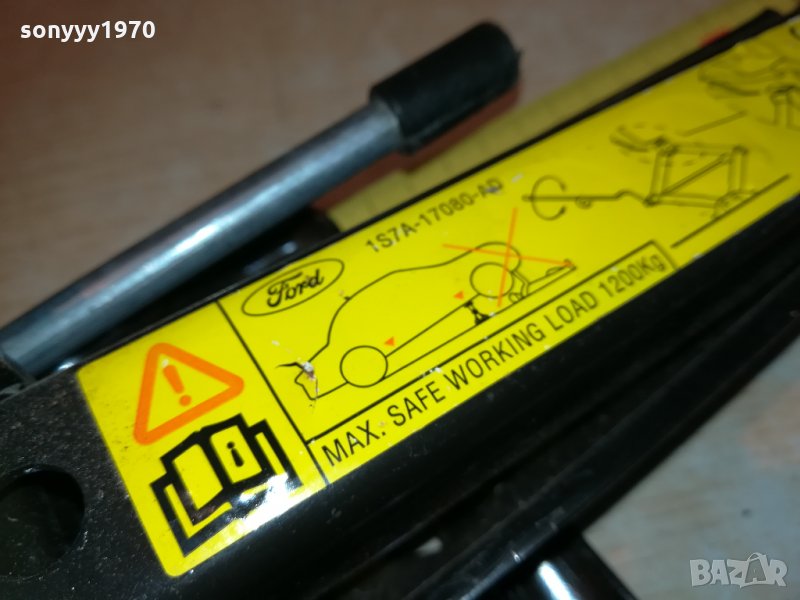 sonyyy1970
1S7A-17080-AD
Ford
MAX. SAFE WORKING LOAD 1200Kg
i
BAZAR